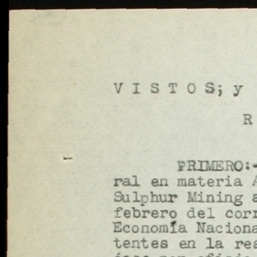 V I S T O S; y
R
PRIMERO:-
ral en materia A
Sulphur Mining a
febrero del corr
Economía Naciona
tentes en la res